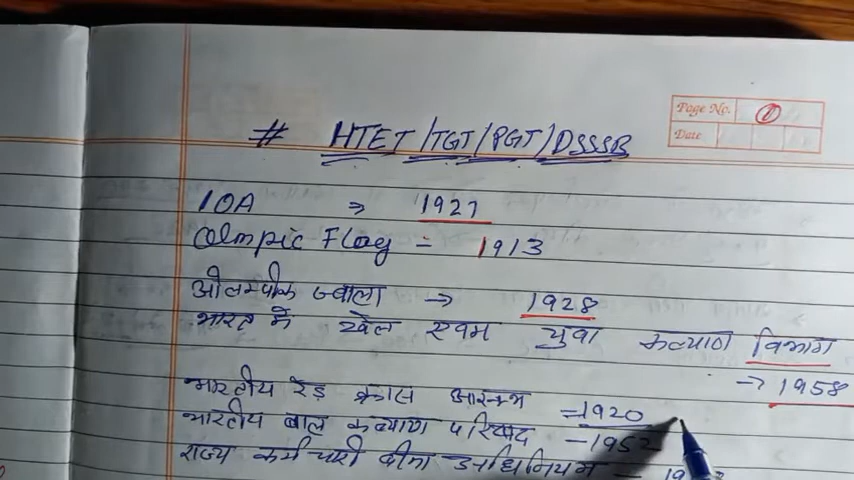 Page No. 1
Date
# HTET/TGT/PGT/DSSSB
IOA ⇒ 1927
Olmpic Flag = 1913
ओलम्पीक ज्वाला → 1928
भारत में खेल एवम युवा कल्याण विभाग
→ 1958
भारतीय रेड क्रास आरम्भ =1920
भारतीय बाल कल्याण परिषद -1952
राज्य कर्मचारी बीमा अधिनियम -